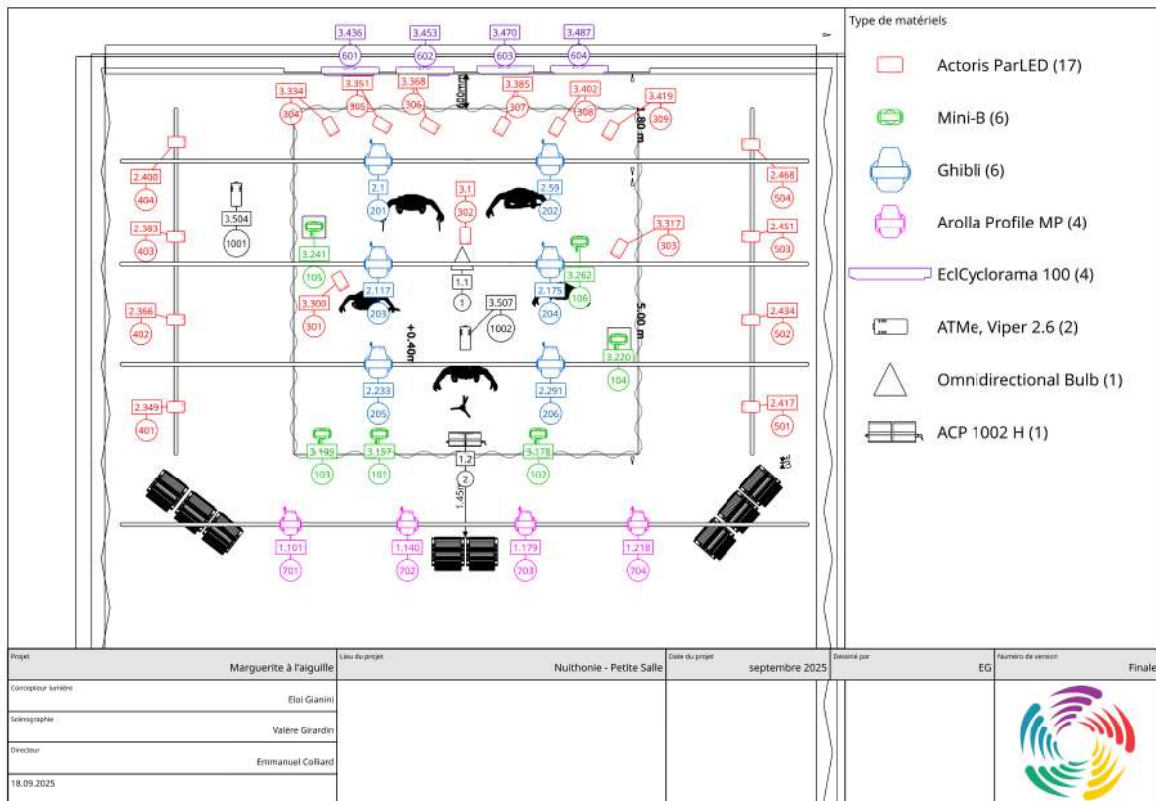 Type de matériels
Actoris ParLED (17)
Mini-B (6)
Ghibli (6)
Arolla Profile MP (4)
EclCyclorama 100 (4)
ATMe, Viper 2.6 (2)
Omnidirectional Bulb (1)
ACP 1002 H (1)
3.436
601
3.453
602
3.470
603
3.487
604
3.334
304
3.351
305
3.368
306
3.385
307
3.402
308
3.419
309
600mm
1.80 m
2.400
404
2.1
201
3.1
302
2.59
202
2.468
504
3.504
1001
2.383
403
3.241
105
3.317
303
2.451
503
3.262
106
1.1
1
3.300
301
2.117
203
3.507
1002
2.175
204
5.00 m
2.366
402
2.434
502
+0.40m
3.220
104
2.233
205
2.291
206
2.349
401
2.417
501
3.199
103
3.157
101
1.2
2
3.178
102
1.101
701
1.140
702
1.179
703
1.218
704
Projet
Marguerite à l'aiguille
Lieu du projet
Nuithonie - Petite Salle
Date du projet
septembre 2025
Dessiné par
EG
Numéro de version
Finale
Concepteur lumière
Eloi Gianini
Scénographie
Valère Girardin
Directeur
Emmanuel Colliard
18.09.2025